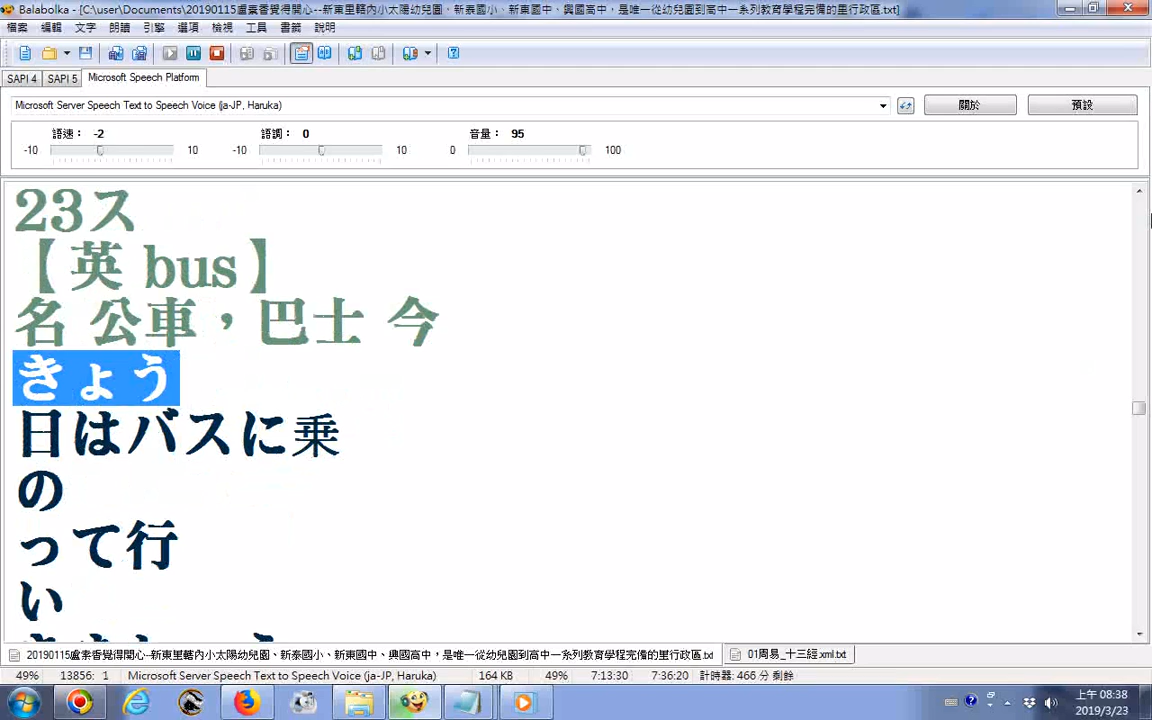 Balabolka - [C:\user\Documents\20190115盧素香覺得開心--新東里轄內小太陽幼兒園、新泰國小、新東國中、興國高中，是唯一從幼兒園到高中一系列教育學程完備的里行政區.txt]
檔案 編輯 文字 朗讀 引擎 選項 檢視 工具 書籤 說明
SAPI 4 SAPI 5 Microsoft Speech Platform
Microsoft Server Speech Text to Speech Voice (ja-JP, Haruka) 關於 預設
語速： -2 語調： 0 音量： 95
-10 10 -10 10 0 100
23ス
【英 bus】
名 公車，巴士 今
きょう
日はバスに乗
の
って行
い
20190115盧素香覺得開心--新東里轄內小太陽幼兒園、新泰國小、新東國中、興國高中，是唯一從幼兒園到高中一系列教育學程完備的里行政區.txt 01周易_十三經.xml.txt
49% 13856: 1 Microsoft Server Speech Text to Speech Voice (ja-JP, Haruka) 164 KB 49% 7:13:30 7:36:20 計時器: 466 分 剩餘
上午 08:38
2019/3/23